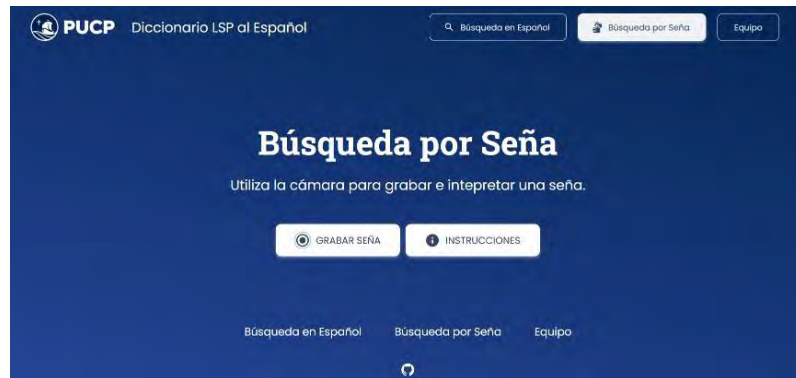 PUCP Diccionario LSP al Español Búsqueda en Español Búsqueda por Seña Equipo
Búsqueda por Seña
Utiliza la cámara para grabar e intepretar una seña.
GRABAR SEÑA INSTRUCCIONES
Búsqueda en Español Búsqueda por Seña Equipo